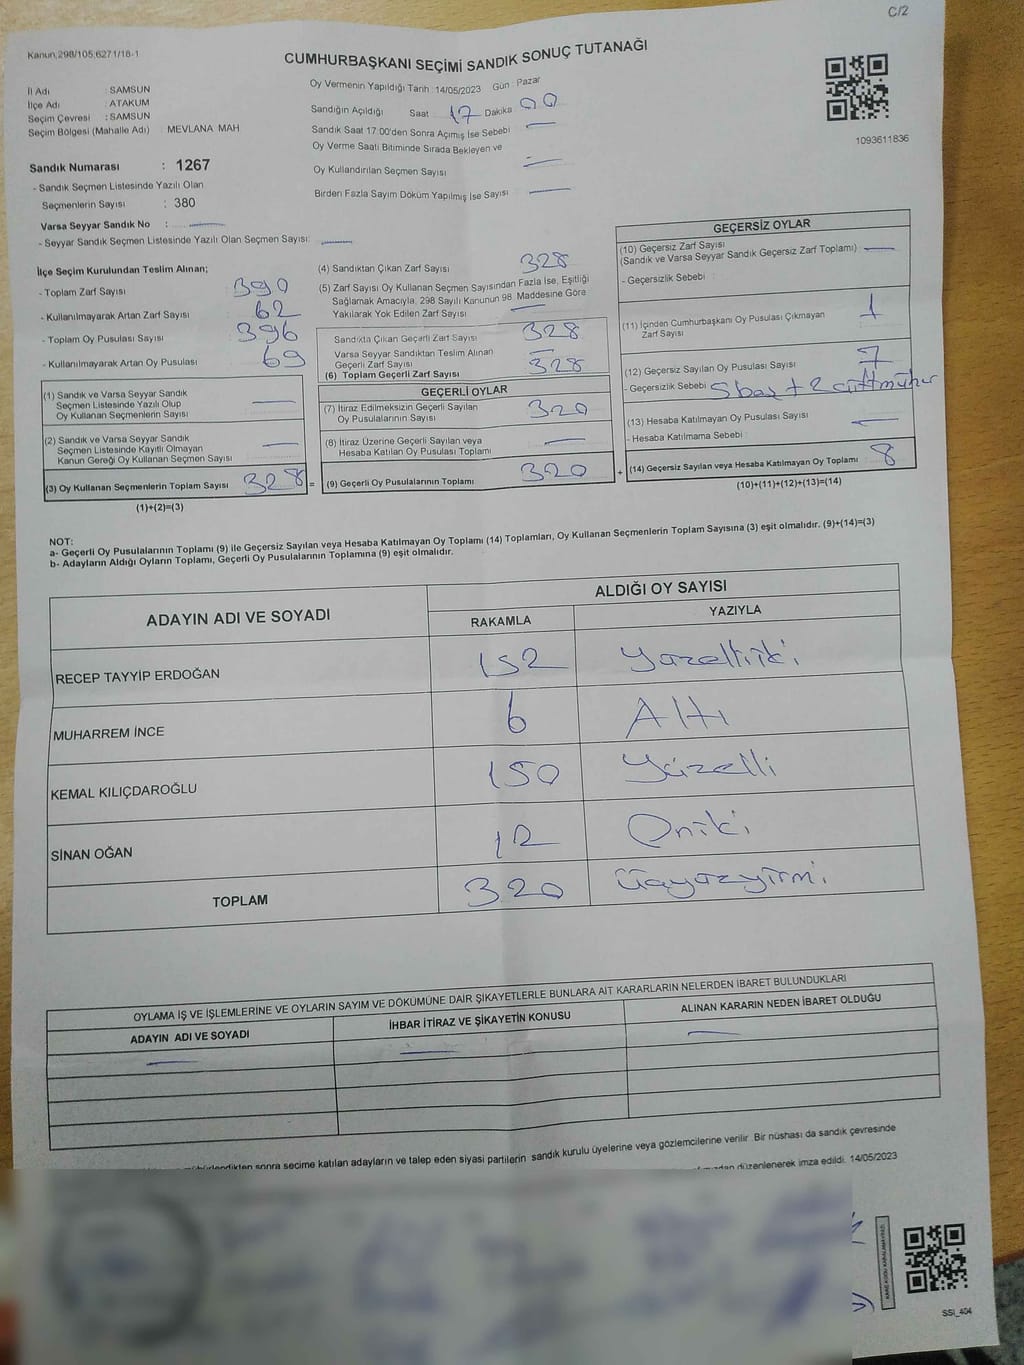 C/2
Kanun;298/105;6271/18-1
CUMHURBAŞKANI SEÇİMİ SANDIK SONUÇ TUTANAĞI
İl Adı : SAMSUN
İlçe Adı : ATAKUM
Seçim Çevresi : SAMSUN
Seçim Bölgesi (Mahalle Adı) : MEVLANA MAH
Sandık Numarası : 1267
- Sandık Seçmen Listesinde Yazılı Olan
Seçmenlerin Sayısı : 380
Varsa Seyyar Sandık No :
- Seyyar Sandık Seçmen Listesinde Yazılı Olan Seçmen Sayısı:
Oy Vermenin Yapıldığı Tarih :14/05/2023 Gün : Pazar
Sandığın Açıldığı Saat 17 Dakika 00
Sandık Saat 17:00'den Sonra Açımış İse Sebebi
Oy Verme Saati Bitiminde Sırada Bekleyen ve
Oy Kullandırılan Seçmen Sayısı
Birden Fazla Sayım Döküm Yapılmış İse Sayısı
1093611836
İlçe Seçim Kurulundan Teslim Alınan;
- Toplam Zarf Sayısı 390
- Kullanılmayarak Artan Zarf Sayısı 62
- Toplam Oy Pusulası Sayısı 396
- Kullanılmayarak Artan Oy Pusulası 69
(1) Sandık ve Varsa Seyyar Sandık
Seçmen Listesinde Yazılı Olup
Oy Kullanan Seçmenlerin Sayısı
(2) Sandık ve Varsa Seyyar Sandık
Seçmen Listesinde Kayıtlı Olmayan
Kanun Gereği Oy Kullanan Seçmen Sayısı
(3) Oy Kullanan Seçmenlerin Toplam Sayısı 328 =
(1)+(2)=(3)
(4) Sandıktan Çıkan Zarf Sayısı 328
(5) Zarf Sayısı Oy Kullanan Seçmen Sayısından Fazla İse, Eşitliği
Sağlamak Amacıyla, 298 Sayılı Kanunun 98. Maddesine Göre
Yakılarak Yok Edilen Zarf Sayısı
Sandıkta Çıkan Geçerli Zarf Sayısı 328
Varsa Seyyar Sandıktan Teslim Alınan
Geçerli Zarf Sayısı
(6) Toplam Geçerli Zarf Sayısı 328
GEÇERLİ OYLAR
(7) İtiraz Edilmeksizin Geçerli Sayılan
Oy Pusulalarının Sayısı 320
(8) İtiraz Üzerine Geçerli Sayılan veya
Hesaba Katılan Oy Pusulası Toplamı
(9) Geçerli Oy Pusulalarının Toplamı 320 +
GEÇERSİZ OYLAR
(10) Geçersiz Zarf Sayısı
(Sandık ve Varsa Seyyar Sandık Geçersiz Zarf Toplamı)
- Geçersizlik Sebebi :
(11) İçinden Cumhurbaşkanı Oy Pusulası Çıkmayan
Zarf Sayısı 1
(12) Geçersiz Sayılan Oy Pusulası Sayısı 7
- Geçersizlik Sebebi 5 boş + 2 çiftmühür
(13) Hesaba Katılmayan Oy Pusulası Sayısı
- Hesaba Katılmama Sebebi :
(14) Geçersiz Sayılan veya Hesaba Katılmayan Oy Toplamı 8
(10)+(11)+(12)+(13)=(14)
NOT:
a- Geçerli Oy Pusulalarının Toplamı (9) ile Geçersiz Sayılan veya Hesaba Katılmayan Oy Toplamı (14) Toplamları, Oy Kullanan Seçmenlerin Toplam Sayısına (3) eşit olmalıdır. (9)+(14)=(3)
b- Adayların Aldığı Oyların Toplamı, Geçerli Oy Pusulalarının Toplamına (9) eşit olmalıdır.
ADAYIN ADI VE SOYADI ALDIĞI OY SAYISI
RAKAMLA YAZIYLA
RECEP TAYYİP ERDOĞAN 152 Yüzelliiki
MUHARREM İNCE 6 Altı
KEMAL KILIÇDAROĞLU 150 Yüzelli
SİNAN OĞAN 12 Oniki
TOPLAM 320 üçyüzyirmi
OYLAMA İŞ VE İŞLEMLERİNE VE OYLARIN SAYIM VE DÖKÜMÜNE DAİR ŞİKAYETLERLE BUNLARA AİT KARARLARIN NELERDEN İBARET BULUNDUKLARI
ADAYIN ADI VE SOYADI İHBAR İTİRAZ VE ŞİKAYETİN KONUSU ALINAN KARARIN NEDEN İBARET OLDUĞU
sonra seçime katılan adayların ve talep eden siyasi partilerin sandık kurulu üyelerine veya gözlemcilerine verilir. Bir nüshası da sandık çevresinde
düzenlenerek imza edildi. 14/05/2023
SSİ_404